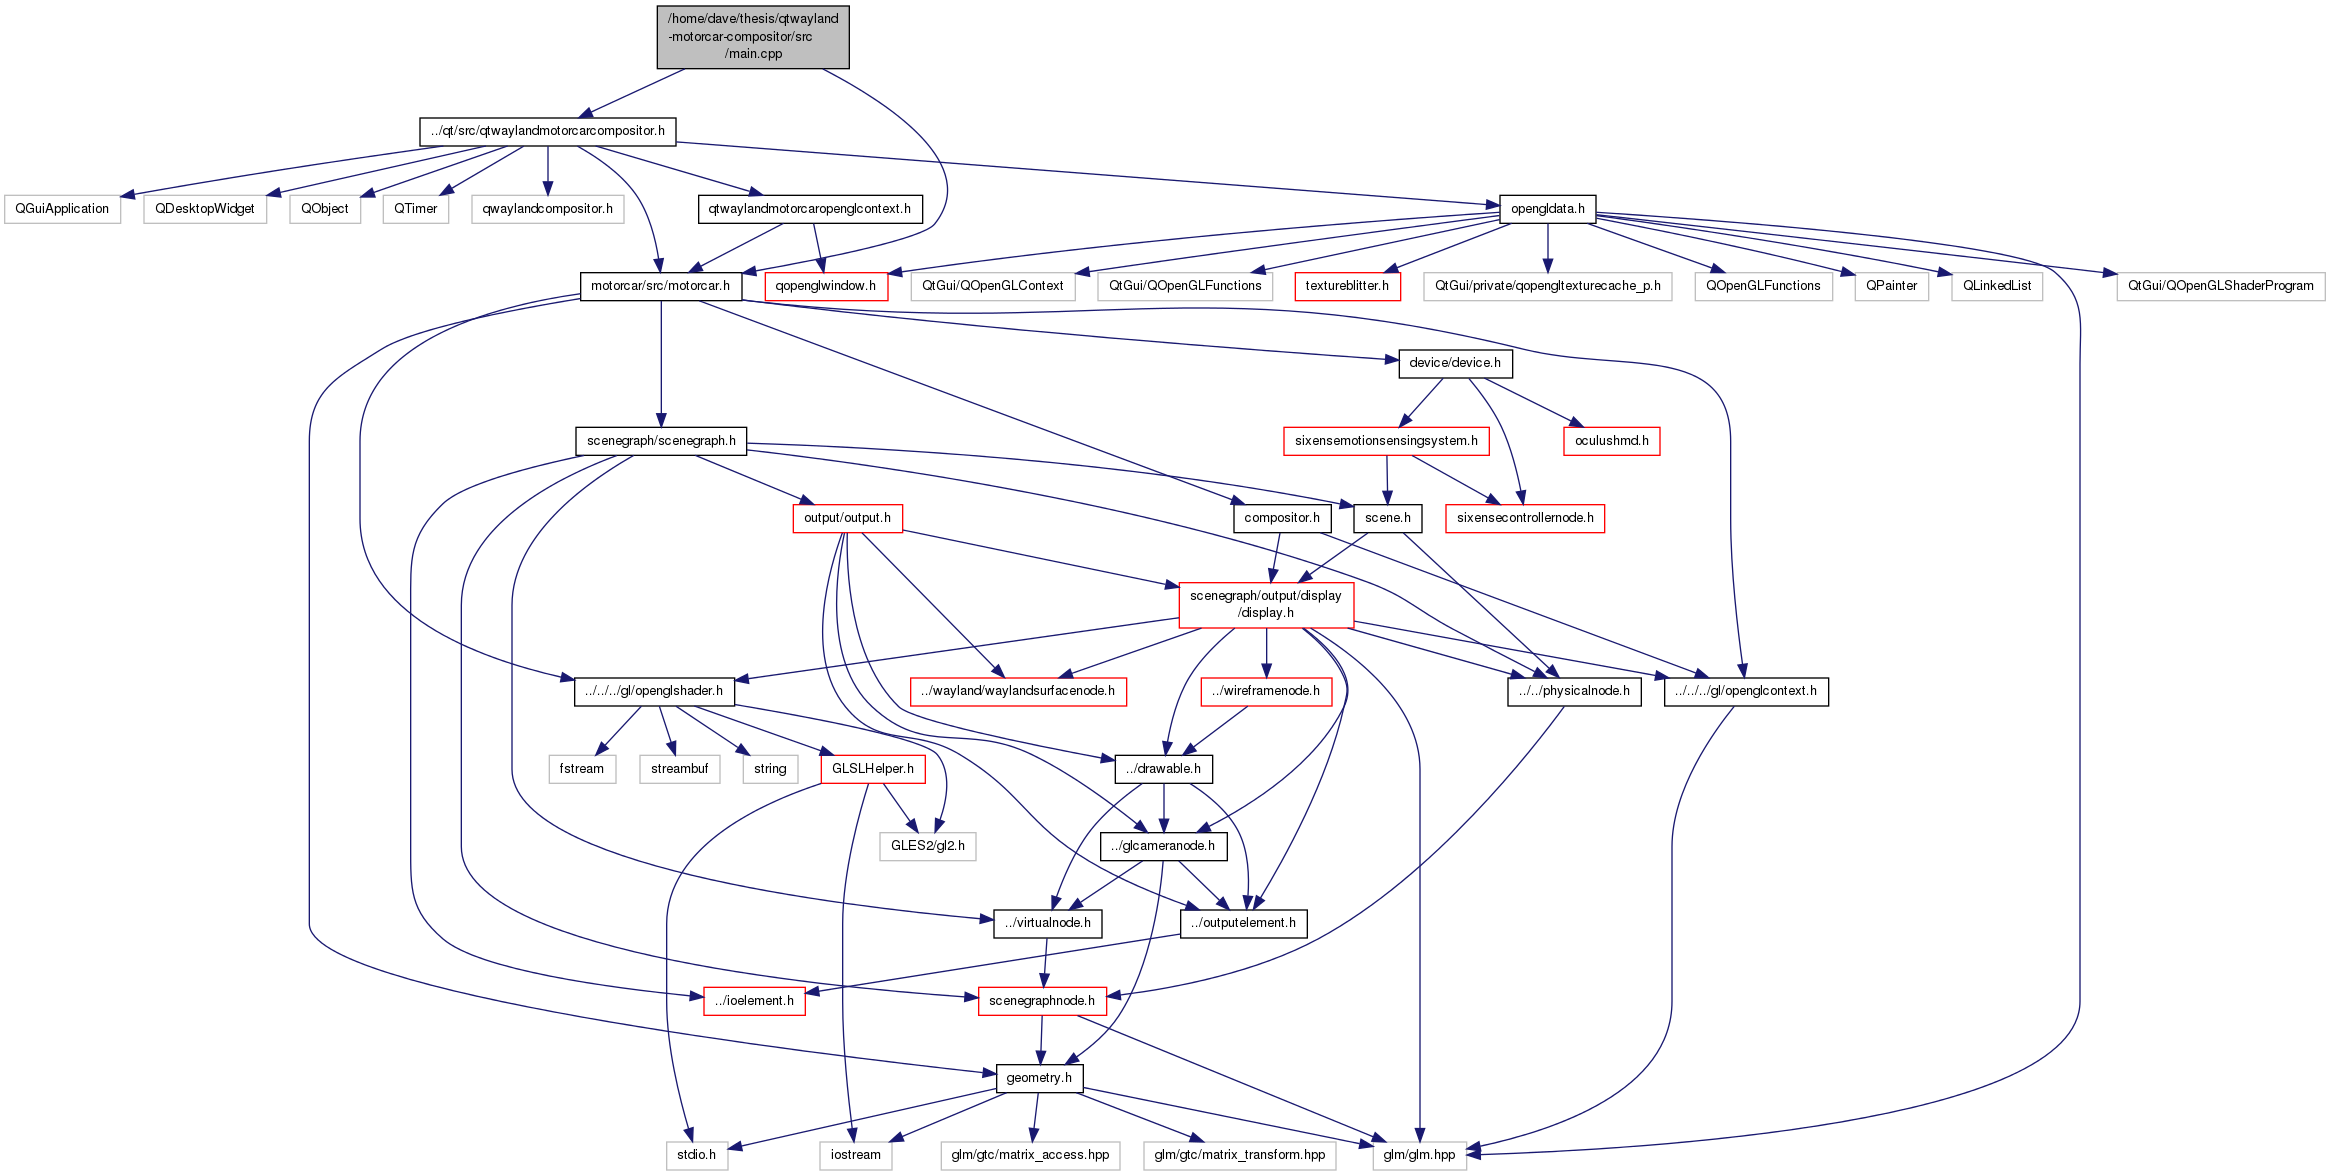 /home/dave/thesis/qtwayland
-motorcar-compositor/src
/main.cpp
../qt/src/qtwaylandmotorcarcompositor.h
QGuiApplication
QDesktopWidget
QObject
QTimer
qwaylandcompositor.h
qtwaylandmotorcaropenglcontext.h
opengldata.h
motorcar/src/motorcar.h
qopenglwindow.h
QtGui/QOpenGLContext
QtGui/QOpenGLFunctions
textureblitter.h
QtGui/private/qopengltexturecache_p.h
QOpenGLFunctions
QPainter
QLinkedList
QtGui/QOpenGLShaderProgram
device/device.h
scenegraph/scenegraph.h
sixensemotionsensingsystem.h
oculushmd.h
output/output.h
compositor.h
scene.h
sixensecontrollernode.h
scenegraph/output/display
/display.h
../../../gl/openglshader.h
../wayland/waylandsurfacenode.h
../wireframenode.h
../../physicalnode.h
../../../gl/openglcontext.h
fstream
streambuf
string
GLSLHelper.h
../drawable.h
GLES2/gl2.h
../glcameranode.h
../virtualnode.h
../outputelement.h
../ioelement.h
scenegraphnode.h
geometry.h
stdio.h
iostream
glm/gtc/matrix_access.hpp
glm/gtc/matrix_transform.hpp
glm/glm.hpp